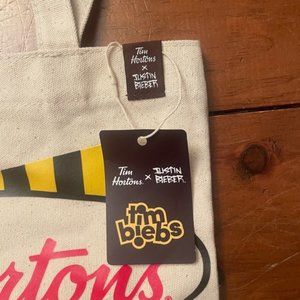 Tim
Hortons
×
JUSTIN
BIEBER
Tim
Hortons × JUSTIN
BIEBER
tim
biebs
rtons.